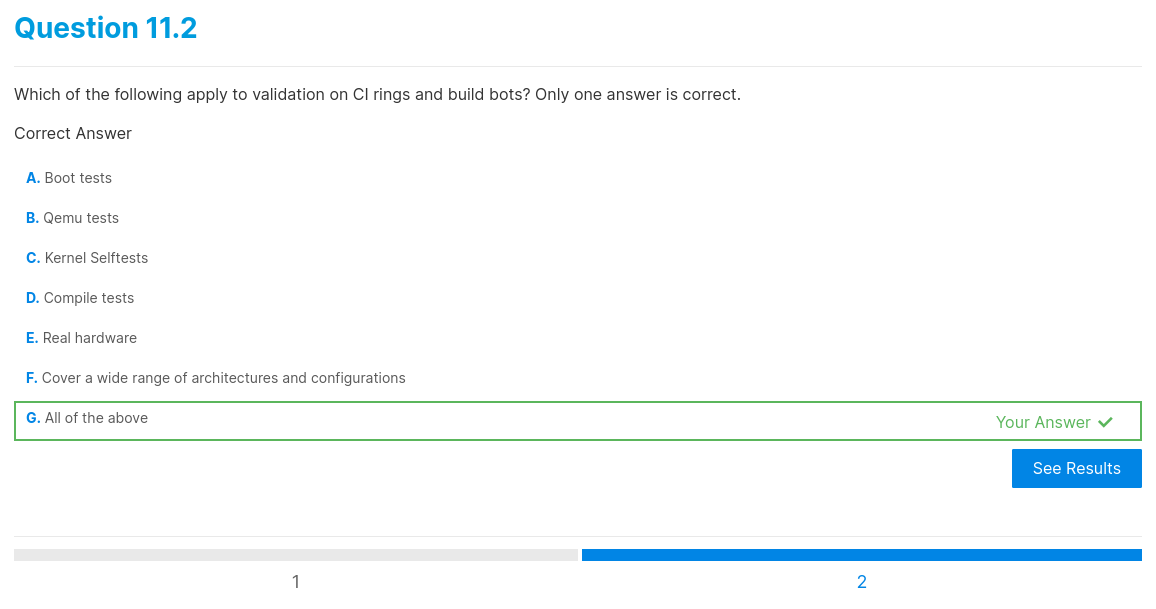 Question 11.2
Which of the following apply to validation on CI rings and build bots? Only one answer is correct.
Correct Answer
A. Boot tests
B. Qemu tests
C. Kernel Selftests
D. Compile tests
E. Real hardware
F. Cover a wide range of architectures and configurations
G. All of the above Your Answer
See Results
1 2